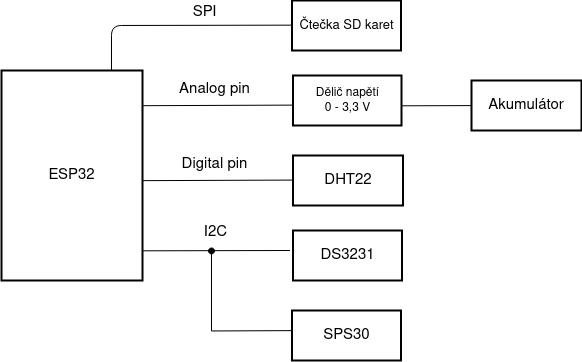 SPI
Čtečka SD karet
Analog pin
Dělič napětí
0 - 3,3 V
Akumulátor
Digital pin
ESP32
DHT22
I2C
DS3231
SPS30